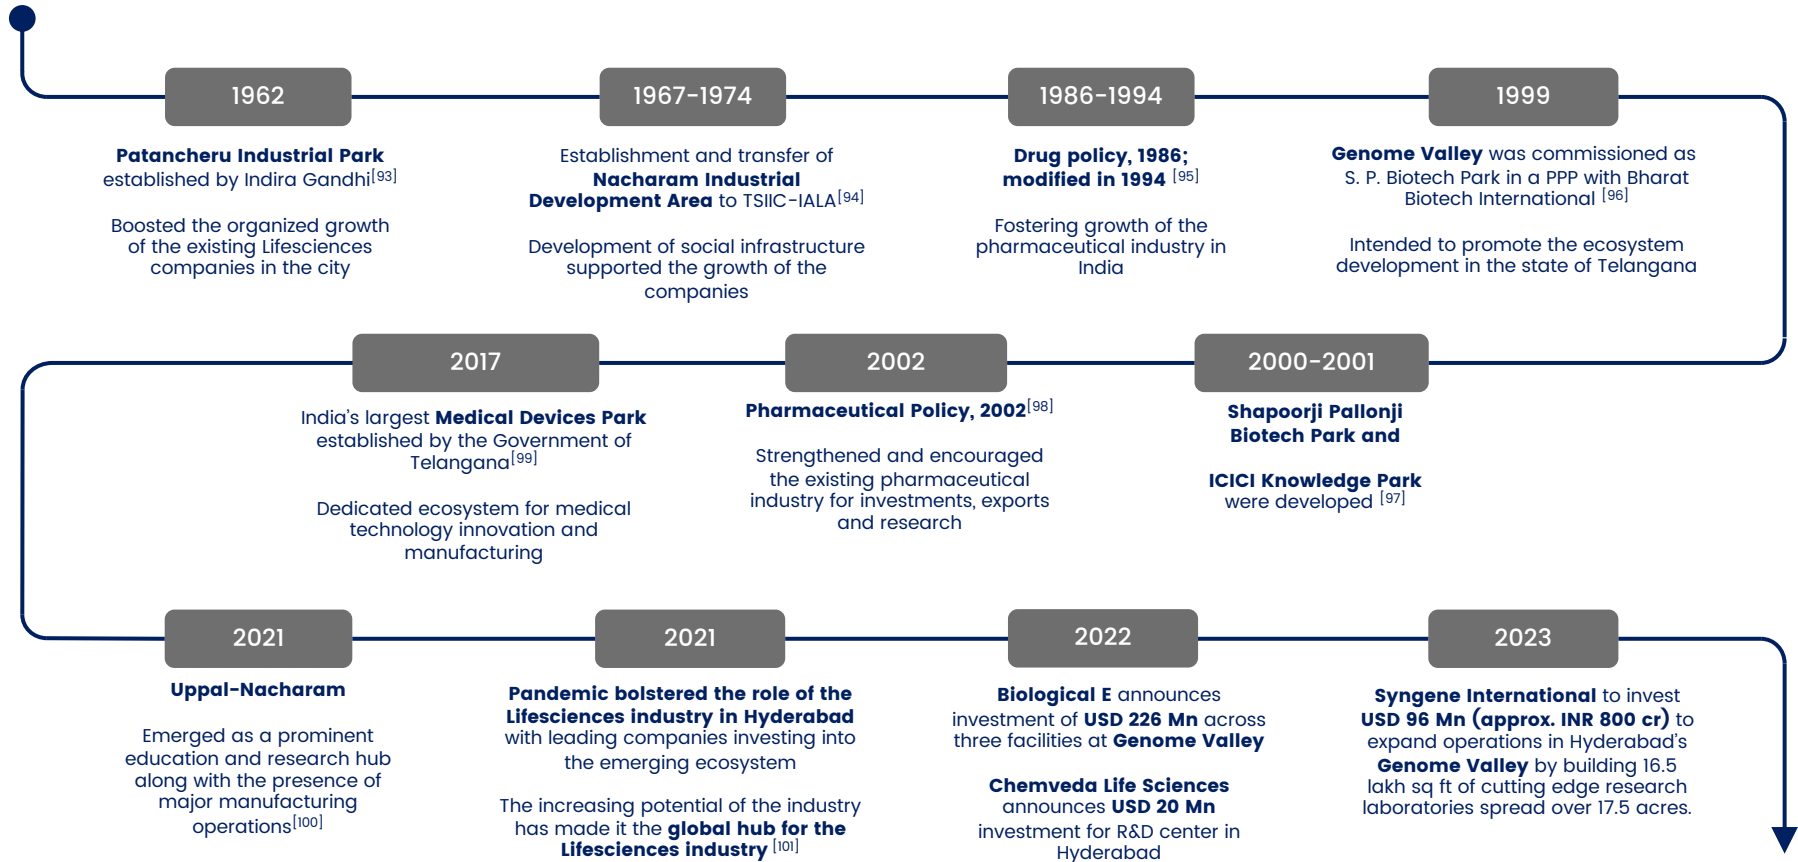 1962
Patancheru Industrial Park
established by Indira Gandhi[93]
Boosted the organized growth
of the existing Lifesciences
companies in the city
1967-1974
Establishment and transfer of
Nacharam Industrial
Development Area to TSIIC-IALA[94]
Development of social infrastructure
supported the growth of the
companies
1986-1994
Drug policy, 1986;
modified in 1994 [95]
Fostering growth of the
pharmaceutical industry in
India
1999
Genome Valley was commissioned as
S. P. Biotech Park in a PPP with Bharat
Biotech International [96]
Intended to promote the ecosystem
development in the state of Telangana
2000-2001
Shapoorji Pallonji
Biotech Park and
ICICI Knowledge Park
were developed [97]
2002
Pharmaceutical Policy, 2002[98]
Strengthened and encouraged
the existing pharmaceutical
industry for investments, exports
and research
2017
India's largest Medical Devices Park
established by the Government of
Telangana[99]
Dedicated ecosystem for medical
technology innovation and
manufacturing
2021
Uppal-Nacharam
Emerged as a prominent
education and research hub
along with the presence of
major manufacturing
operations[100]
2021
Pandemic bolstered the role of the
Lifesciences industry in Hyderabad
with leading companies investing into
the emerging ecosystem
The increasing potential of the industry
has made it the global hub for the
Lifesciences industry [101]
2022
Biological E announces
investment of USD 226 Mn across
three facilities at Genome Valley
Chemveda Life Sciences
announces USD 20 Mn
investment for R&D center in
Hyderabad
2023
Syngene International to invest
USD 96 Mn (approx. INR 800 cr) to
expand operations in Hyderabad's
Genome Valley by building 16.5
lakh sq ft of cutting edge research
laboratories spread over 17.5 acres.